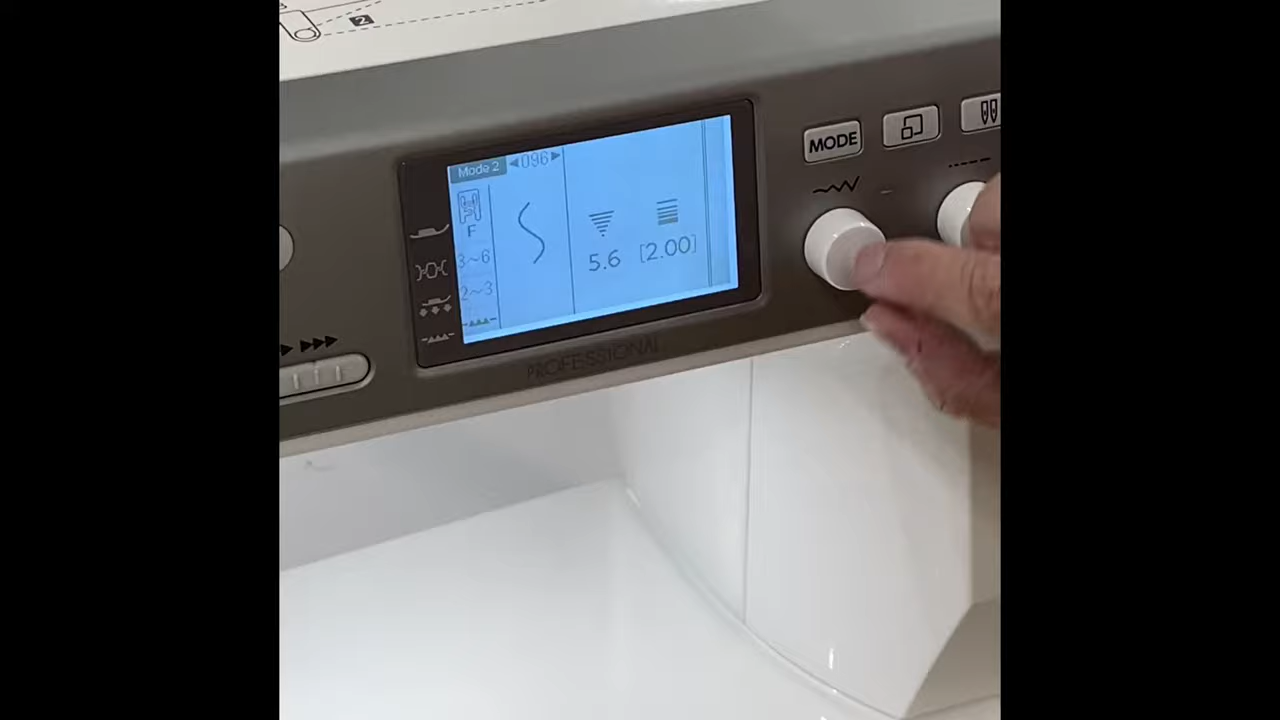 2
Mode 2 ◀096▶
MODE
F
3~6
2~3
5.6 [2.00]
PROFESSIONAL